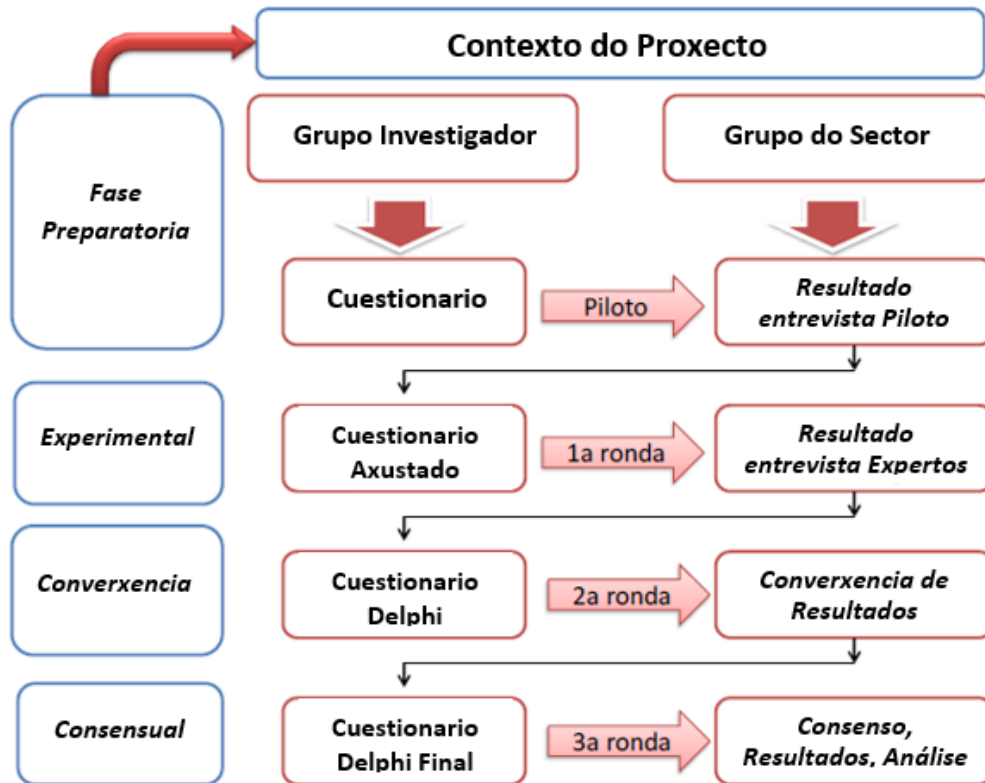 Contexto do Proxecto
Grupo Investigador
Grupo do Sector
Fase
Preparatoria
Cuestionario
Piloto
Resultado
entrevista Piloto
Experimental
Cuestionario
Axustado
1a ronda
Resultado
entrevista Expertos
Converxencia
Cuestionario
Delphi
2a ronda
Converxencia de
Resultados
Consensual
Cuestionario
Delphi Final
3a ronda
Consenso,
Resultados, Análise